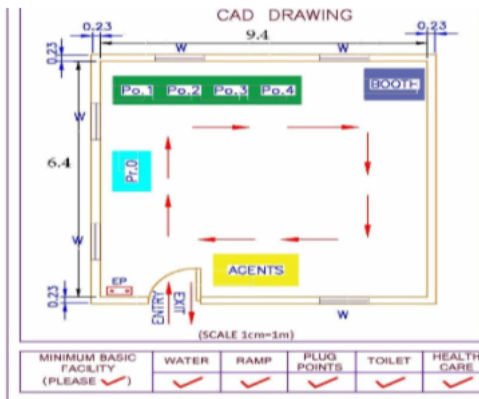 CAD DRAWING
0.23 9.4 0.23
0.23 W W
Po.1 Po.2 Po.3 Po.4 BOOTH
W
6.4 Pr.0
W
AGENTS
EP
0.23 ENTRY EXIT W
(SCALE 1cm=1m)
MINIMUM BASIC FACILITY (PLEASE ✓) WATER RAMP PLUG POINTS TOILET HEALTH CARE
✓ ✓ ✓ ✓ ✓